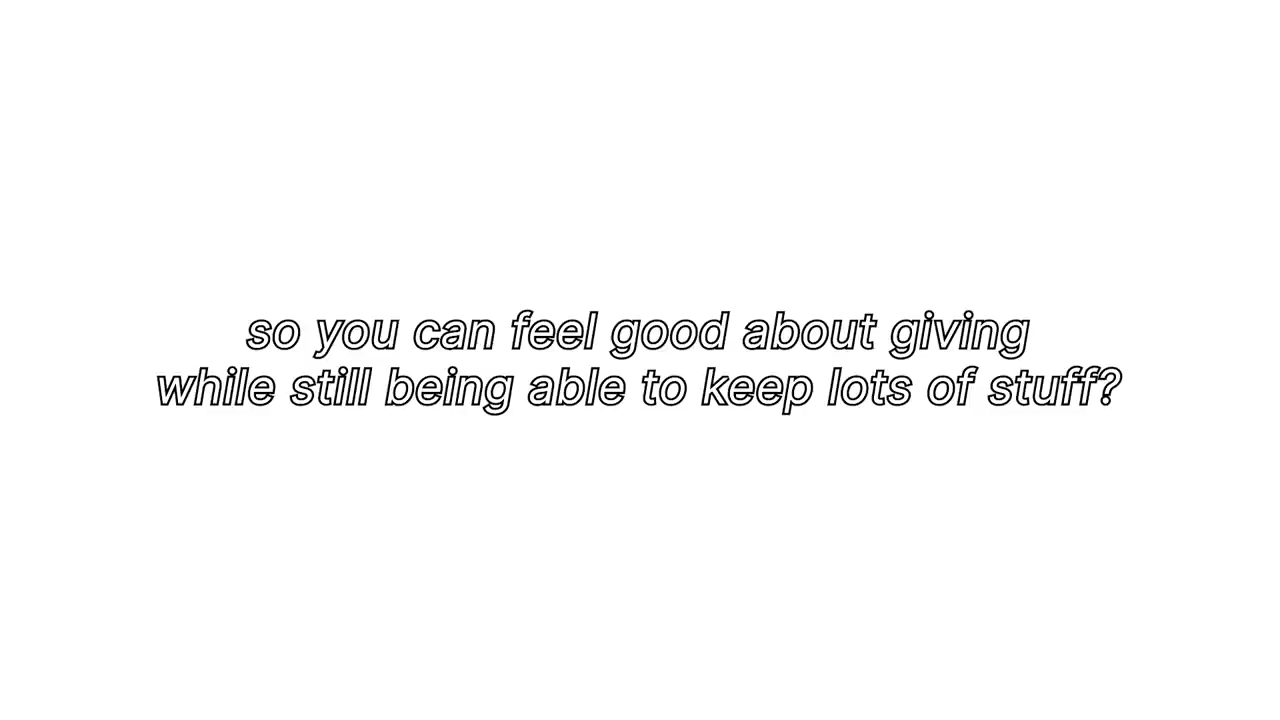 so you can feel good about giving
while still being able to keep lots of stuff?